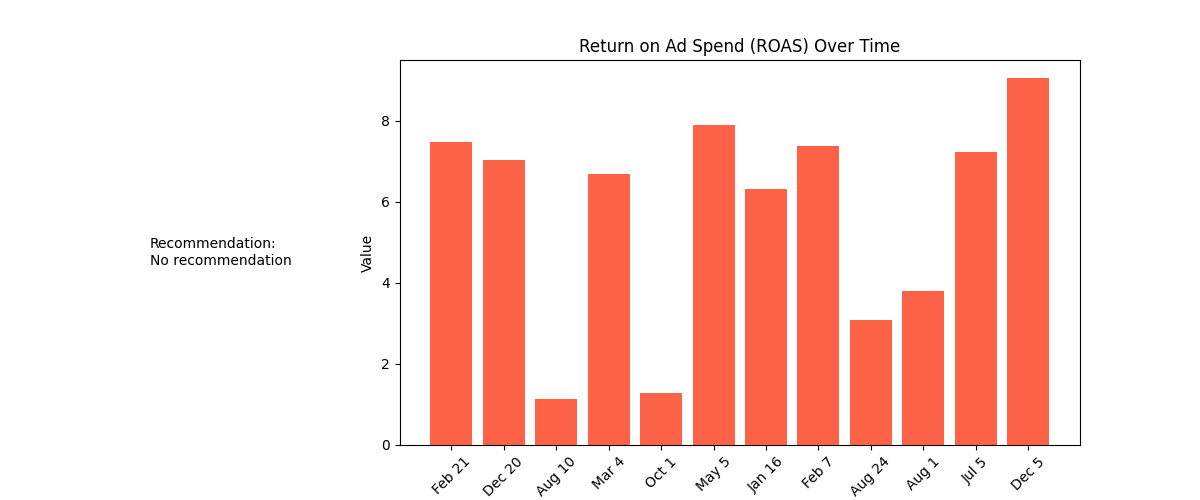 Return on Ad Spend (ROAS) Over Time
Recommendation:
No recommendation
Value
8
6
4
2
0
Feb 21
Dec 20
Aug 10
Mar 4
Oct 1
May 5
Jan 16
Feb 7
Aug 24
Aug 1
Jul 5
Dec 5